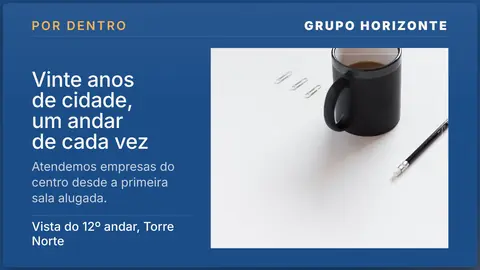 POR DENTRO
GRUPO HORIZONTE
Vinte anos
de cidade,
um andar
de cada vez
Atendemos empresas do
centro desde a primeira
sala alugada.
Vista do 12º andar, Torre
Norte